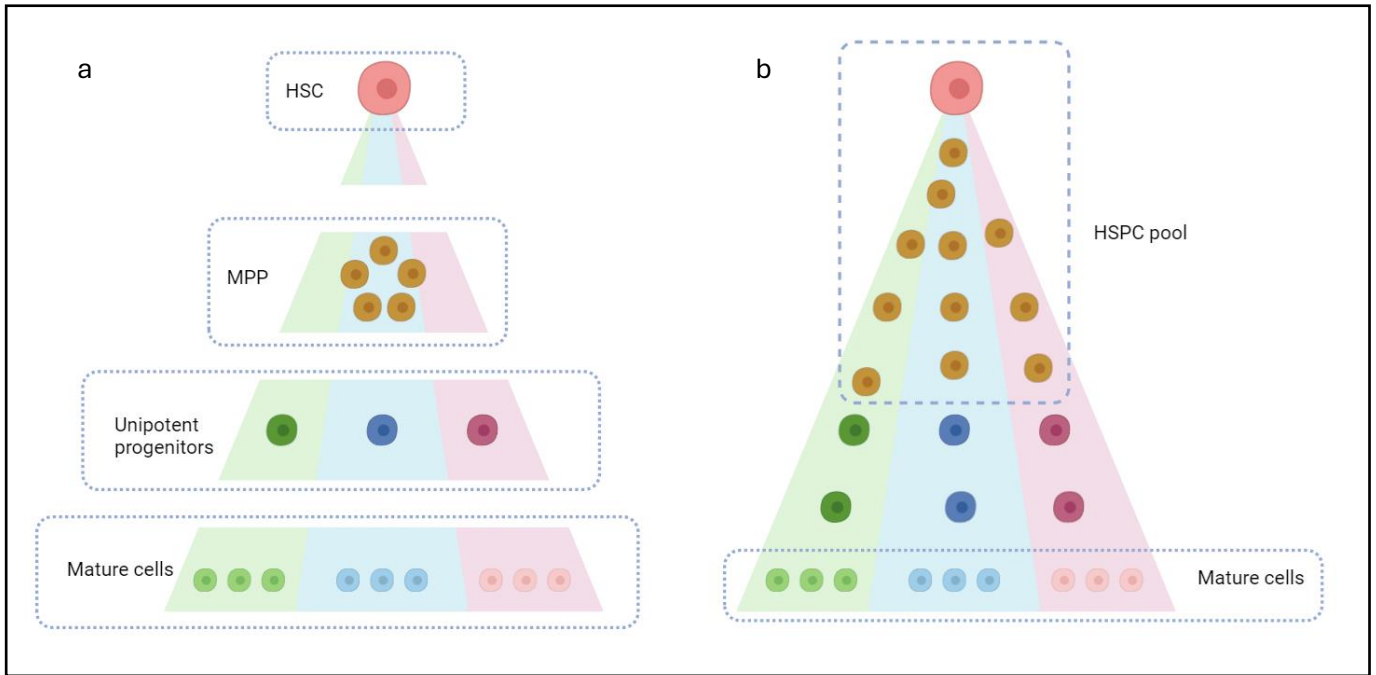 a
HSC
MPP
Unipotent
progenitors
Mature cells
b
HSPC pool
Mature cells